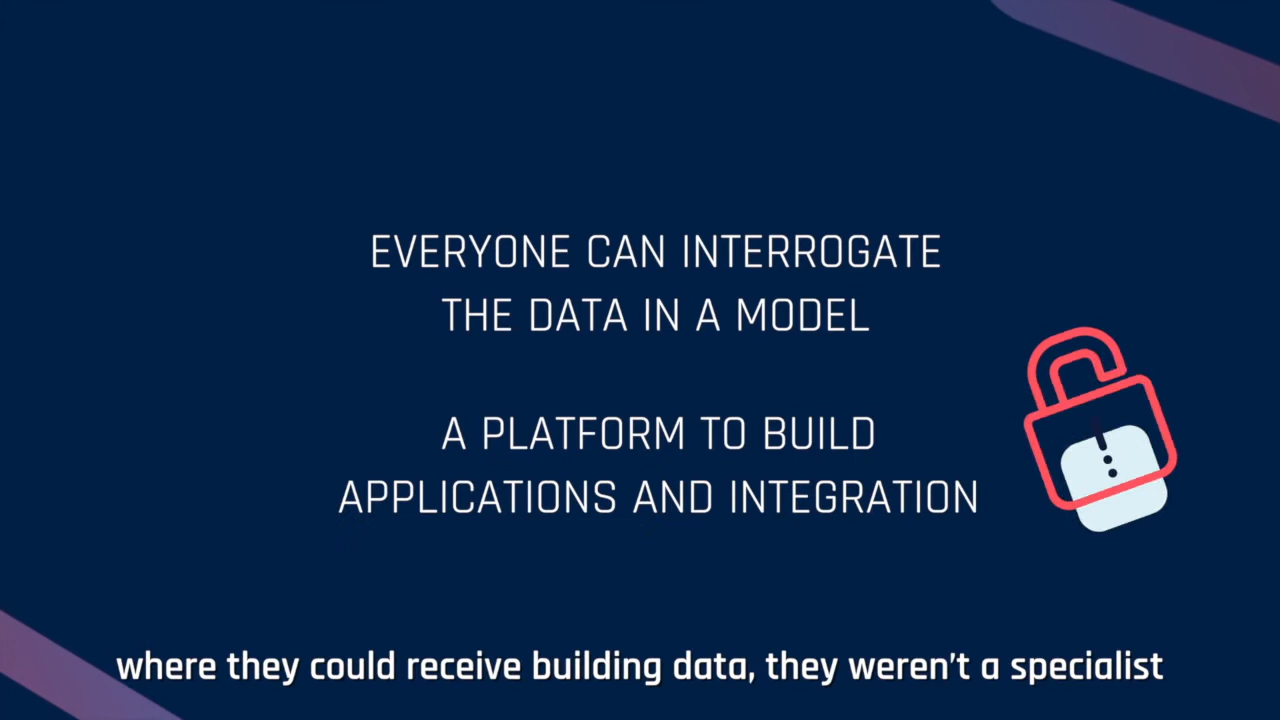 EVERYONE CAN INTERROGATE
THE DATA IN A MODEL
A PLATFORM TO BUILD
APPLICATIONS AND INTEGRATION
where they could receive building data, they weren't a specialist